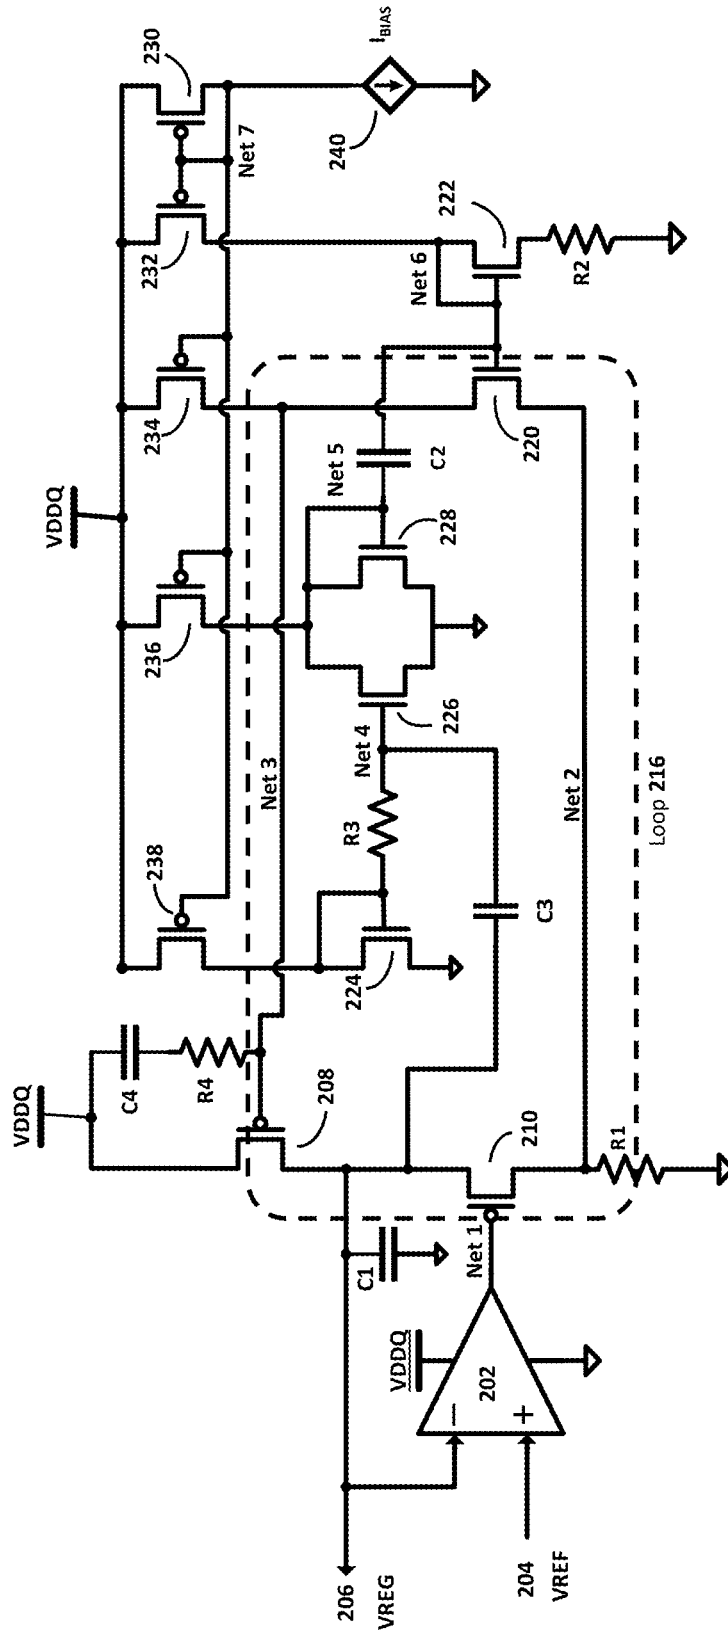 VDDQ
C4
R4
208
238
236
VDDQ
234
232
230
Net 7
240
IBIAS
Net 3
224
R3
Net 4
226
228
Net 5
C2
220
Net 6
222
R2
206
VREG
C1
VDDQ
202
−
+
204
VREF
Net 1
210
R1
C3
Net 2
Loop 216